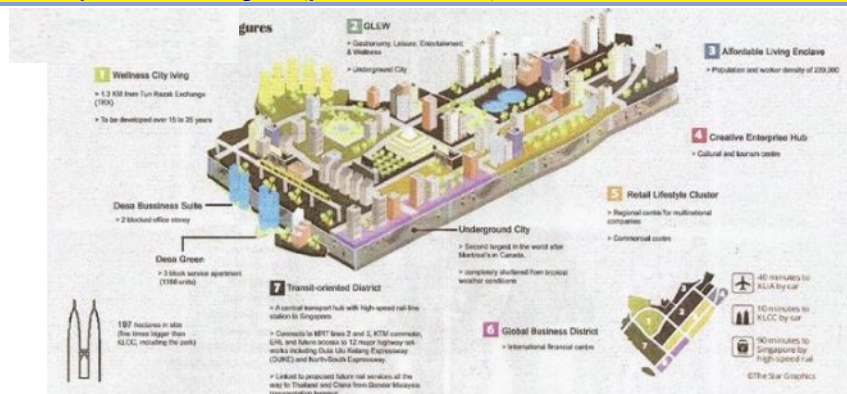 gures
2 GLEW
> Gastronomy, Leisure, Entertainment
& Wellness
> Underground City
1 Wellness City iving
> 1.3 KM from Tun Razak Exchange
(TRX)
> To be developed over 15 to 25 years
3 Affordable Living Enclave
> Population and worker density of 220,000
4 Creative Enterprise Hub
> Cultural and tourism centre
5 Retail Lifestyle Cluster
> Regional centre for multinational
companies
> Commercial centre
Desa Bussiness Suite
> 2 blocked office storey
Desa Green
> 3 block service apartment
Underground City
> Second largest in the world after
Montreal's in Canada.
> completely sheltered from tropical
weather conditions
7 Transit-oriented District
> A central transport hub with high-speed rail-line
station to Singapore.
> Connects to MRT lines 2 and 3, KTM commuter,
ERL and future access to 12 major highway net-
works including Duta Ulu Kelang Expressway
(DUKE) and North-South Expressway.
> Linked to proposed future rail services all the
way to Thailand and China from Bandar Malaysia
197 hectares in size
(five times bigger than
KLCC, including the park)
6 Global Business District
> International financial centre
1
2
3
7
40 minutes to
KLIA by car
10 minutes to
KLCC by car
90 minutes to
Singapore by
high-speed rail
©The Star Graphics